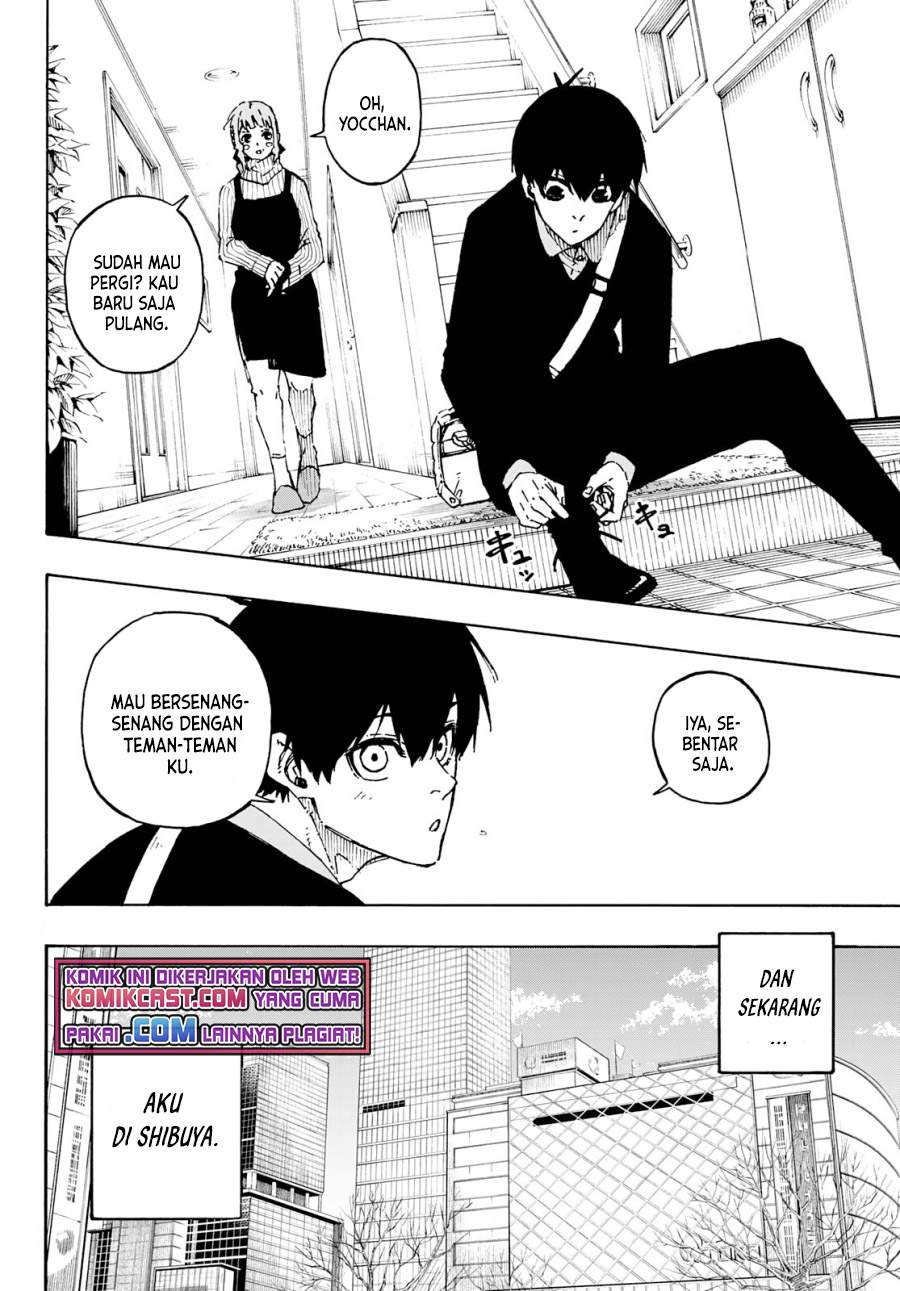 OH,
YOCCHAN.
SUDAH MAU
PERGI? KAU
BARU SAJA
PULANG.
キュ
キュッ
IYA, SE-
BENTAR
SAJA.
MAU BERSENANG-
SENANG DENGAN
TEMAN-TEMAN
KU.
DAN
SEKARANG
...
KOMIK INI DIKERJAKAN OLEH WEB
KOMIKCAST.COM YANG CUMA
PAKAI .COM LAINNYA PLAGIAT!
AKU
DI SHIBUYA.